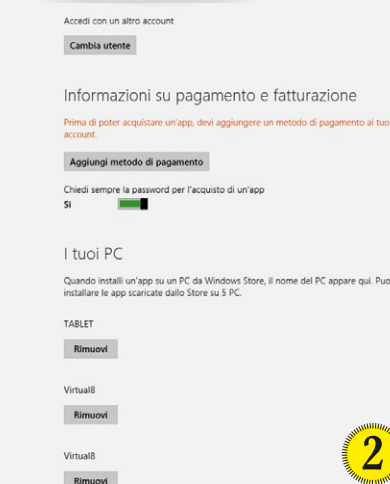 Accedi con un altro account
Cambia utente
Informazioni su pagamento e fatturazione
Prima di poter acquistare un'app, devi aggiungere un metodo di pagamento al tuo
account.
Aggiungi metodo di pagamento
Chiedi sempre la password per l'acquisto di un'app
Sì
I tuoi PC
Quando installi un'app su un PC da Windows Store, il nome del PC appare qui. Puo
installare le app scaricate dallo Store su 5 PC.
TABLET
Rimuovi
Virtual8
Rimuovi
Virtual8
Rimuovi
2